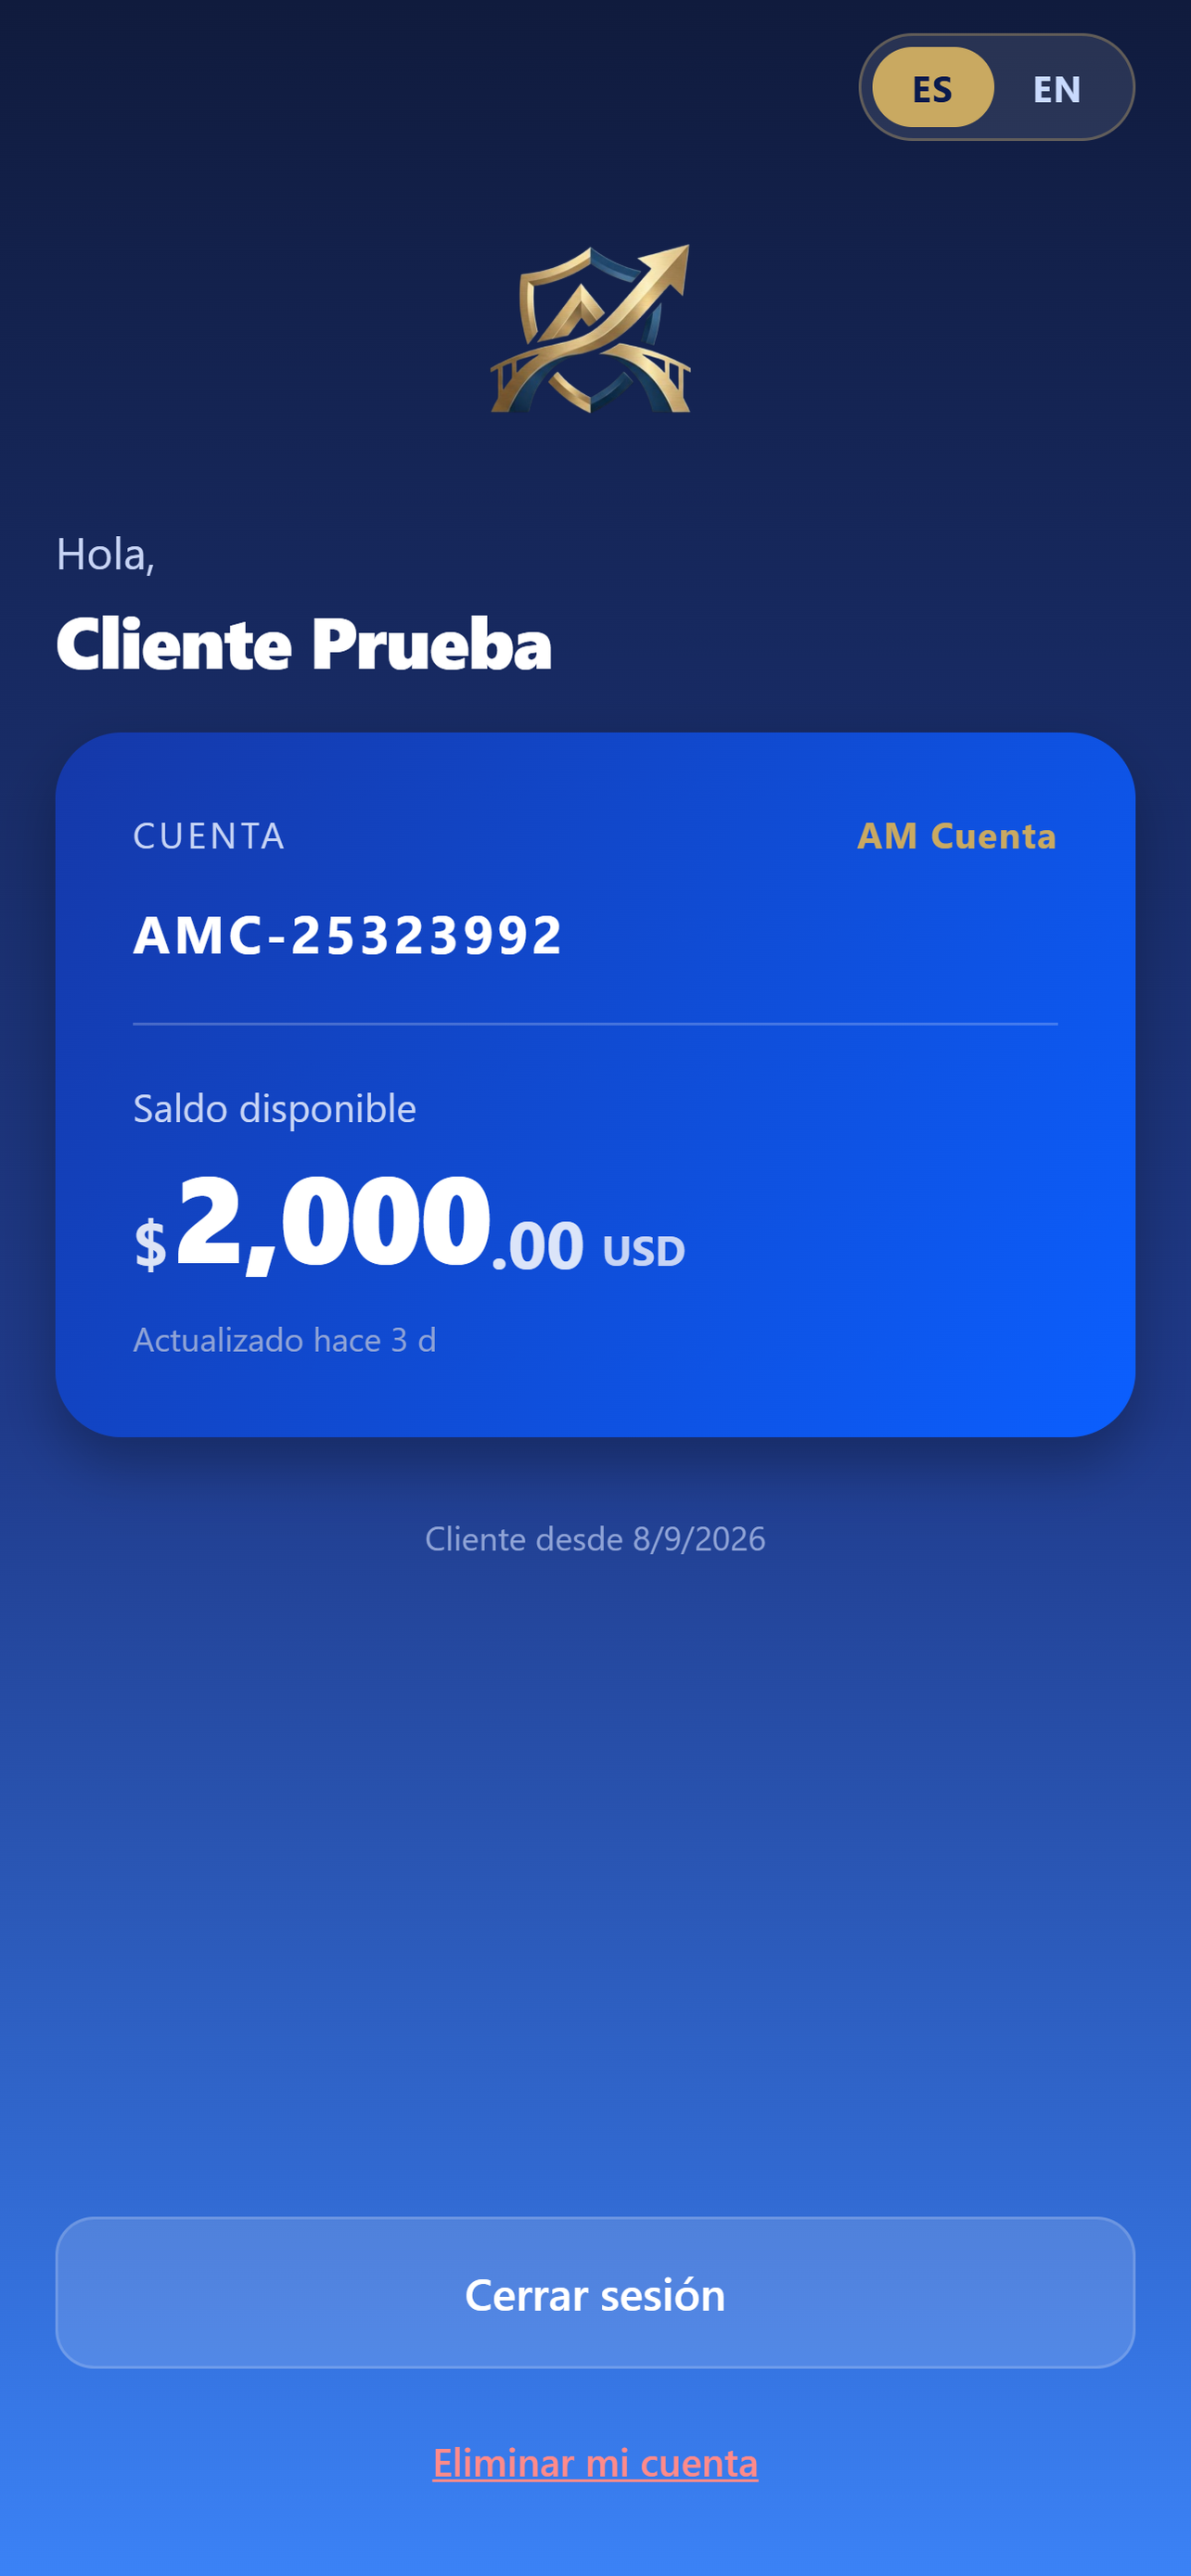 ES EN
Hola,
Cliente Prueba
CUENTA AM Cuenta
AMC-25323992
Saldo disponible
$2,000.00 USD
Actualizado hace 3 d
Cliente desde 8/9/2026
Cerrar sesión
Eliminar mi cuenta